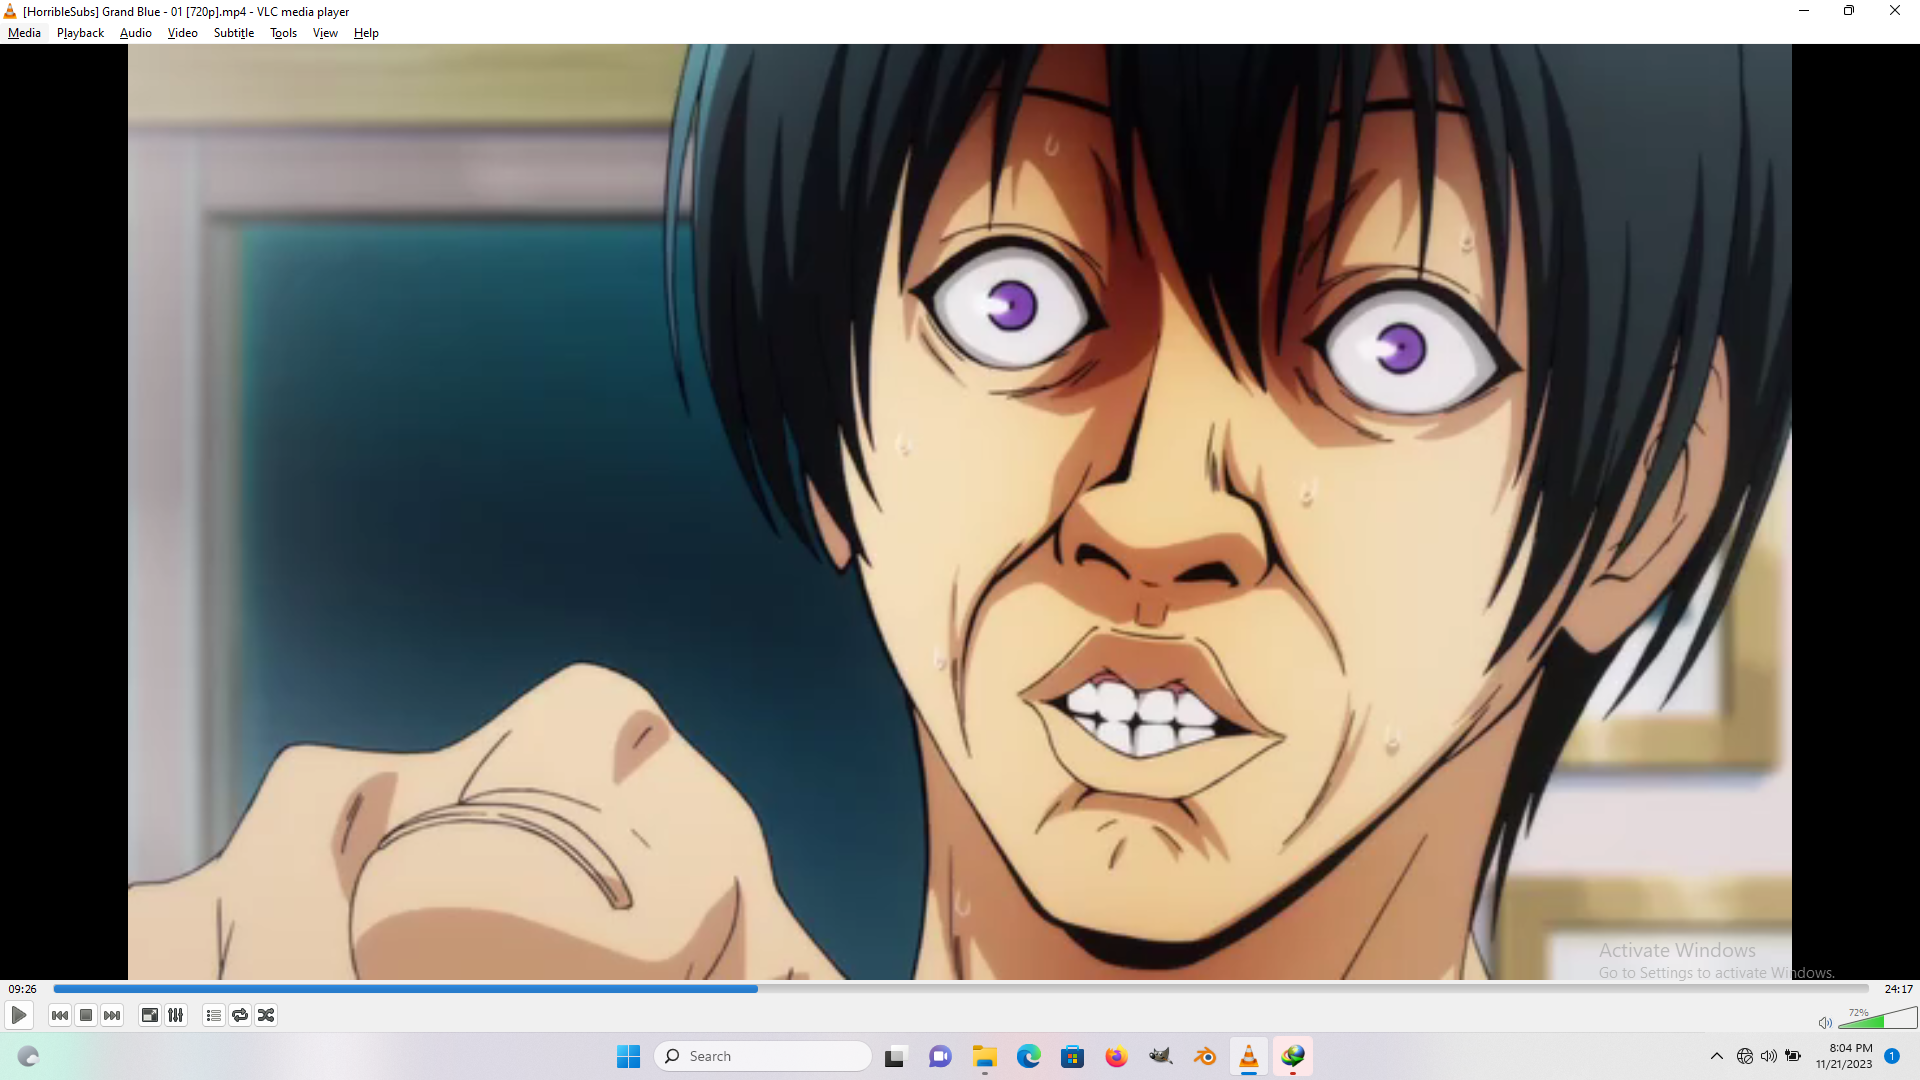 [HorribleSubs] Grand Blue - 01 [720p].mp4 - VLC media player
Media Playback Audio Video Subtitle Tools View Help
Activate Windows
Go to Settings to activate Windows.
09:26
24:17
72%
Search
8:04 PM
11/21/2023
1